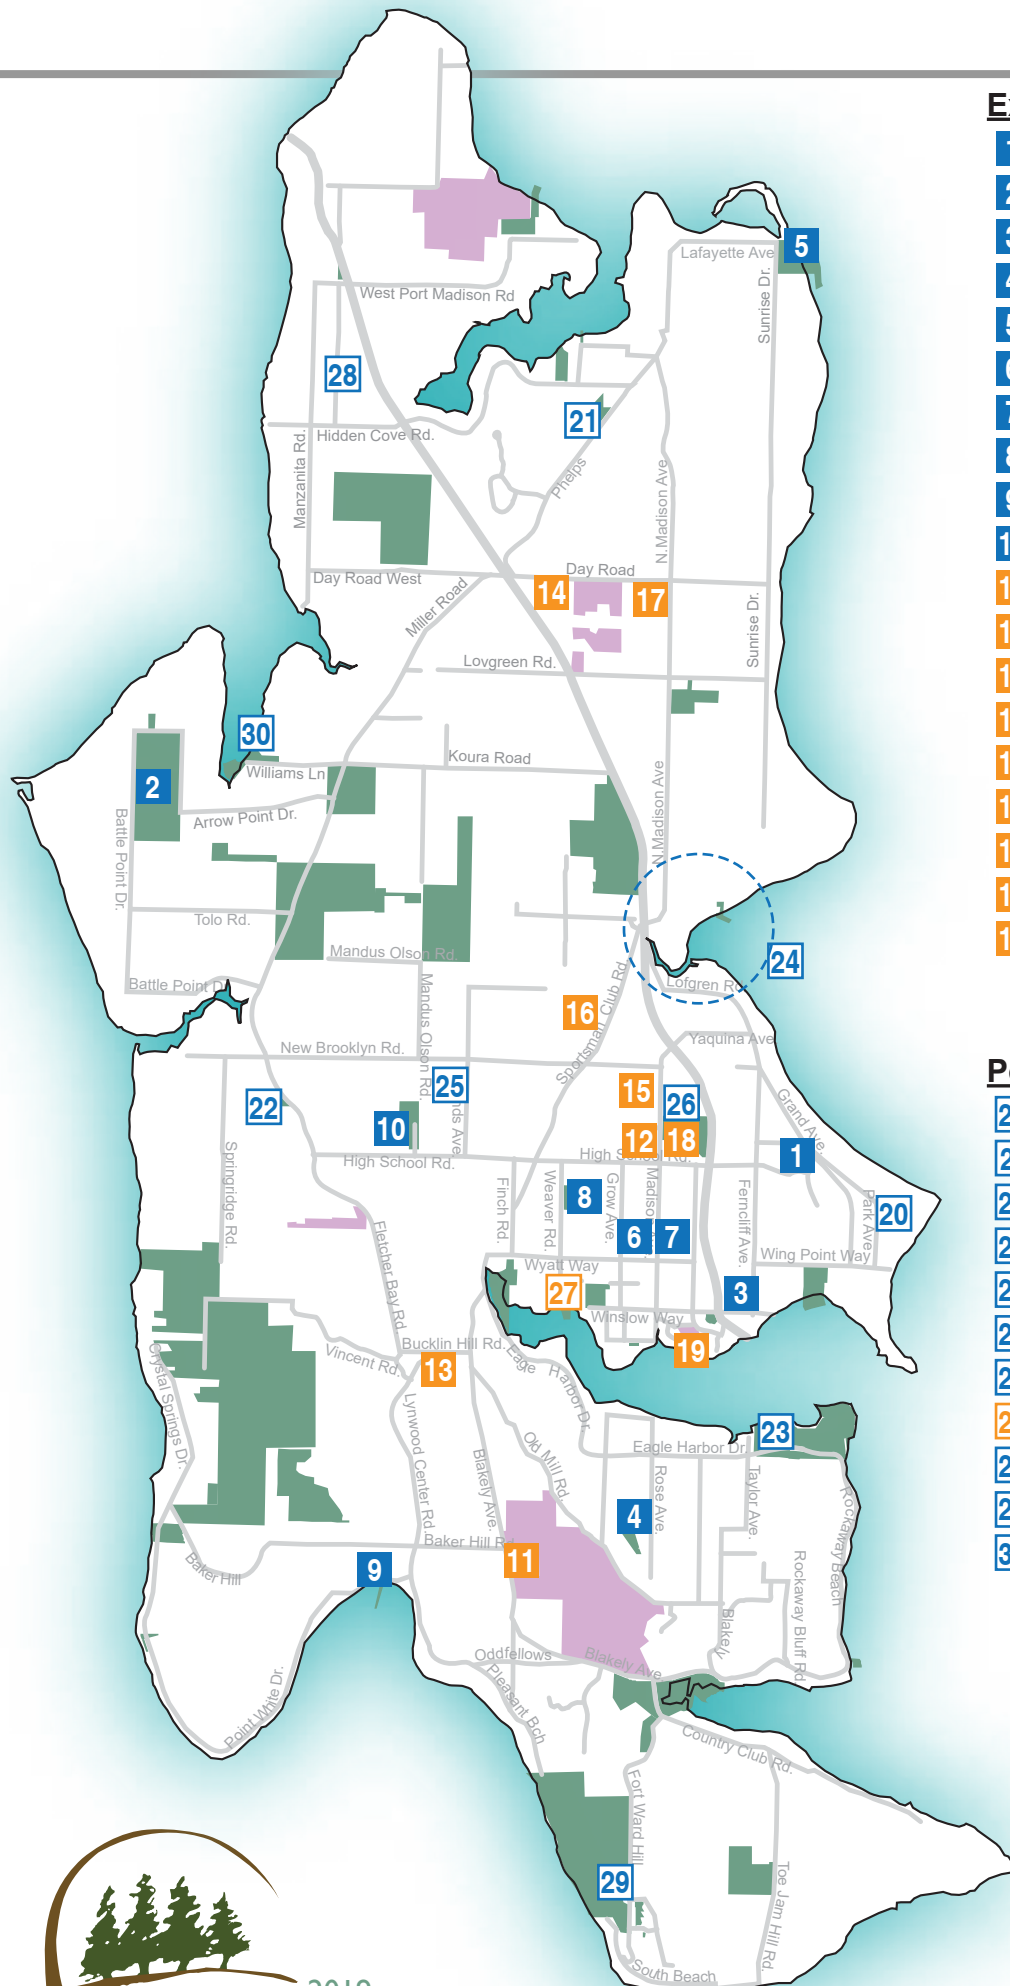 Lafayette Ave
5
Sunrise Dr.
West Port Madison Rd
28
21
Hidden Cove Rd.
Manzanita Rd.
Phelps
N.Madison Ave
Day Road West
Day Road
14
17
Miller Road
Sunrise Dr.
Lovgreen Rd.
30
Koura Road
Williams Ln
2
Arrow Point Dr.
Battle Point Dr.
N.Madison Ave
Tolo Rd.
Mandus Olson Rd.
24
Battle Point D
Lofgren Rd
Mandus Olson Rd.
16
Sportsman Club Rd
Yaquina Ave
New Brooklyn Rd.
25
15
26
22
nds Ave
Grand Ave.
10
12
18
High School Rd.
High School Rd.
1
Springridge Rd.
Finch Rd.
Weaver Rd.
8
Grow Ave.
Madison
Ferncliff Ave.
Park Ave.
20
6
7
Fletcher Bay Rd.
Wyatt Way
Wing Point Way
27
3
Winslow Way
Bucklin Hill Rd.
19
Vincent Rd.
13
Eage Harbor Dr.
Crystal Springs Dr.
Lynwood Center Rd.
Old Mill Rd.
Eagle Harbor Dr.
23
Blakely Ave.
Rose Ave
Taylor Ave.
Rockaway Beach
4
Baker Hill Rd
11
Baker Hill
9
Rockaway Bluff Rd
Blakely
Oddfellows
Blakely Ave
Pleasant Bch
Point White Dr.
Country Club Rd.
Fort Ward Hill
29
Toe Jam Hill Rd.
South Beach